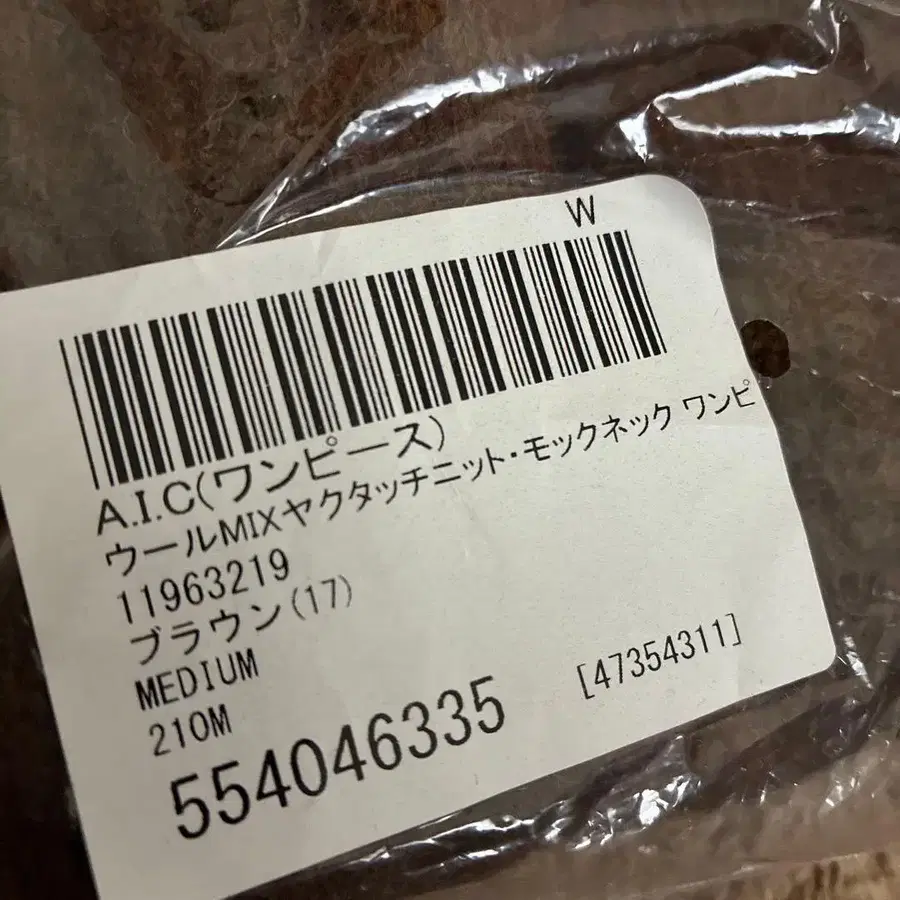 W
A.I.C(ワンピース)
ウールMIXヤクタッチニット・モックネック ワンピ
11963219
ブラウン(17)
MEDIUM
210M
[47354311]
554046335